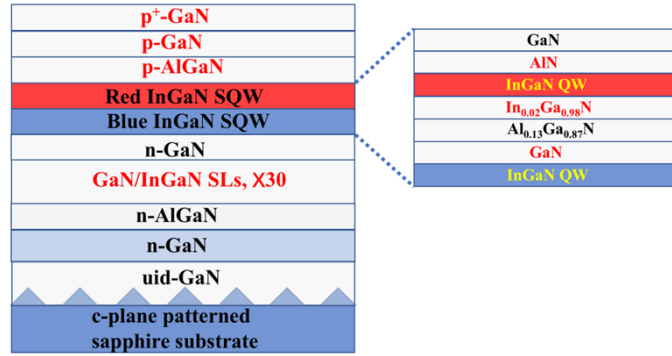 p⁺-GaN
p-GaN
p-AlGaN
Red InGaN SQW
Blue InGaN SQW
n-GaN
GaN/InGaN SLs, X30
n-AlGaN
n-GaN
uid-GaN
c-plane patterned
sapphire substrate
GaN
AlN
InGaN QW
In₀.₀₂Ga₀.₉₈N
Al₀.₁₃Ga₀.₈₇N
GaN
InGaN QW